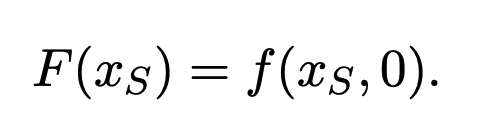 F(x_S) = f(x_S, 0).